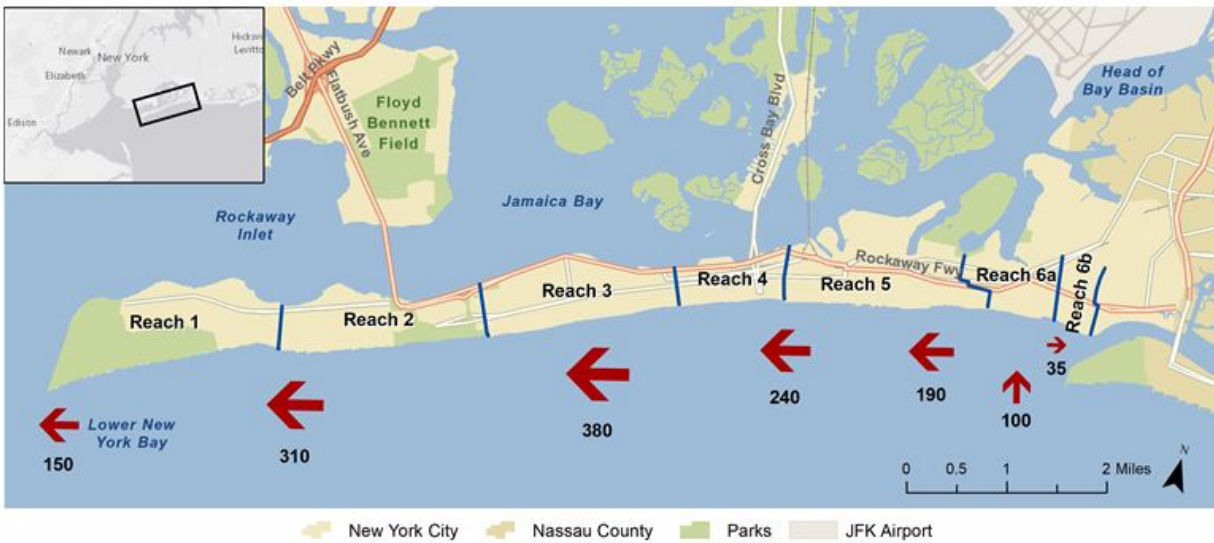 Newark
New York
Hicksv
Levitto
Elizabeth
Edison
Belt Pkwy
Flatbush Ave
Floyd
Bennett
Field
Cross Bay Blvd
Head of
Bay Basin
Rockaway
Inlet
Jamaica Bay
Rockaway Fwy
Reach 1
Reach 2
Reach 3
Reach 4
Reach 5
Reach 6a
Reach 6b
150
Lower New
York Bay
310
380
240
190
100
35
N
0 0.5 1 2 Miles
New York City
Nassau County
Parks
JFK Airport